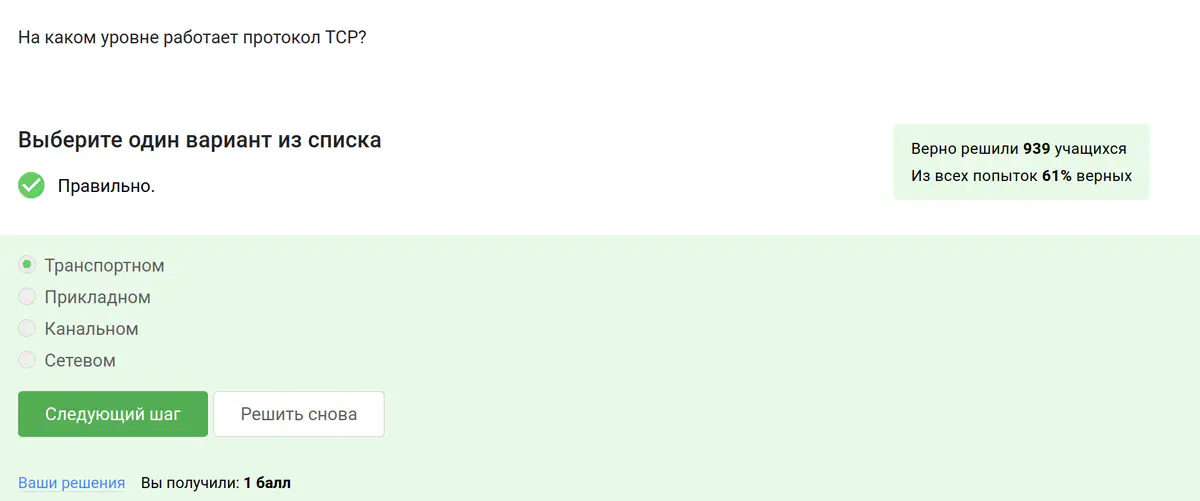 На каком уровне работает протокол TCP?
Выберите один вариант из списка
Верно решили 939 учащихся
Из всех попыток 61% верных
Правильно.
Транспортном
Прикладном
Канальном
Сетевом
Следующий шаг
Решить снова
Ваши решения
Вы получили: 1 балл